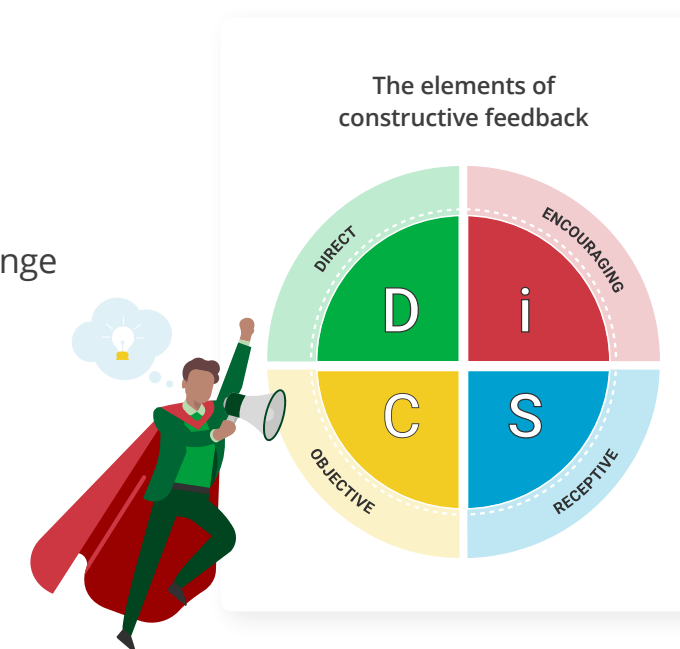 The elements of
constructive feedback
nge
DIRECT
ENCOURAGING
D
i
C
S
OBJECTIVE
RECEPTIVE